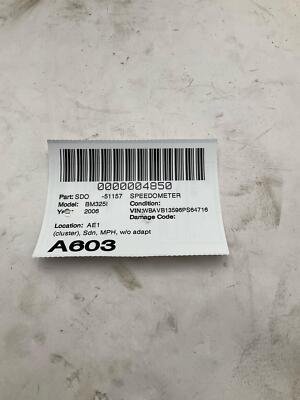 0000004850
Part: SDO -51157 SPEEDOMETER
Model: BM325I Condition:
2006 VIN:WBAVB13596PS64716
Damage Code:
Location: AE1
(cluster), Sdn, MPH, w/o adapt
A603